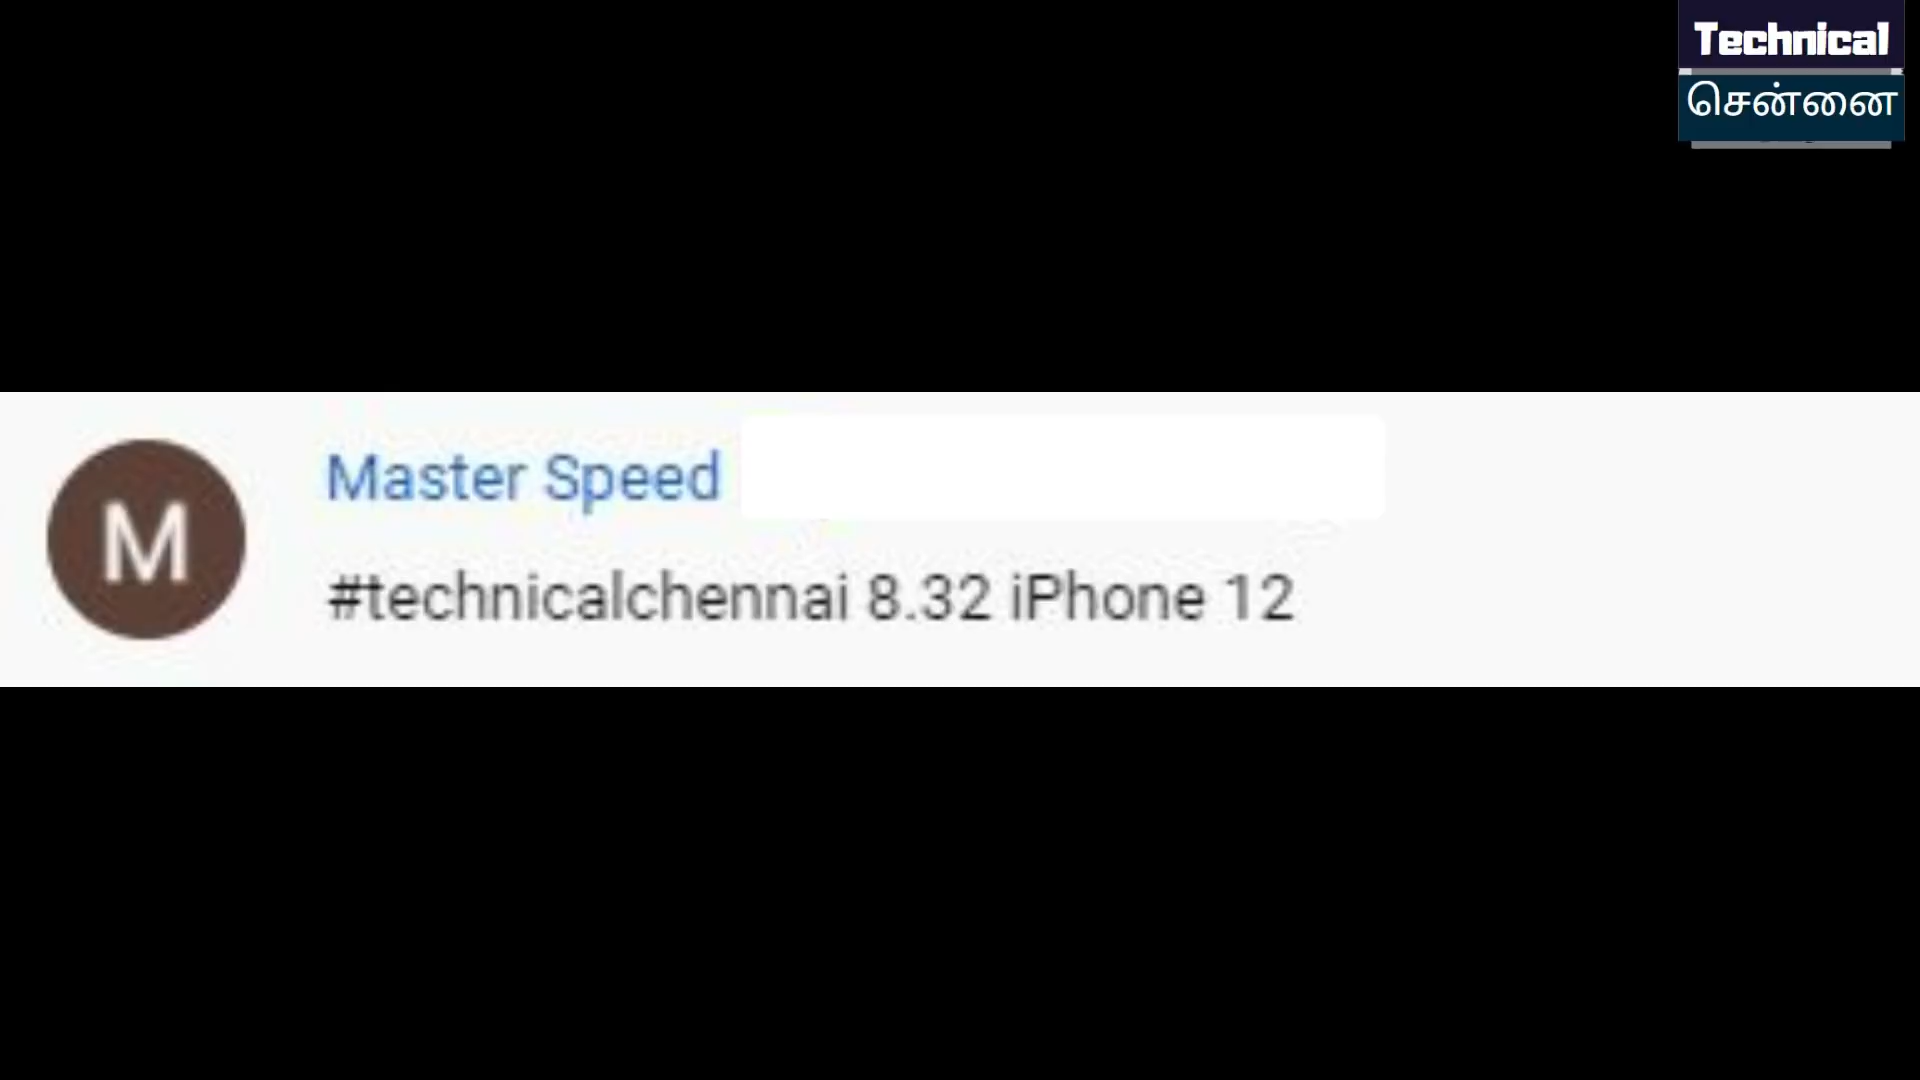 Technical
சென்னை
M
Master Speed
#technicalchennai 8.32 iPhone 12